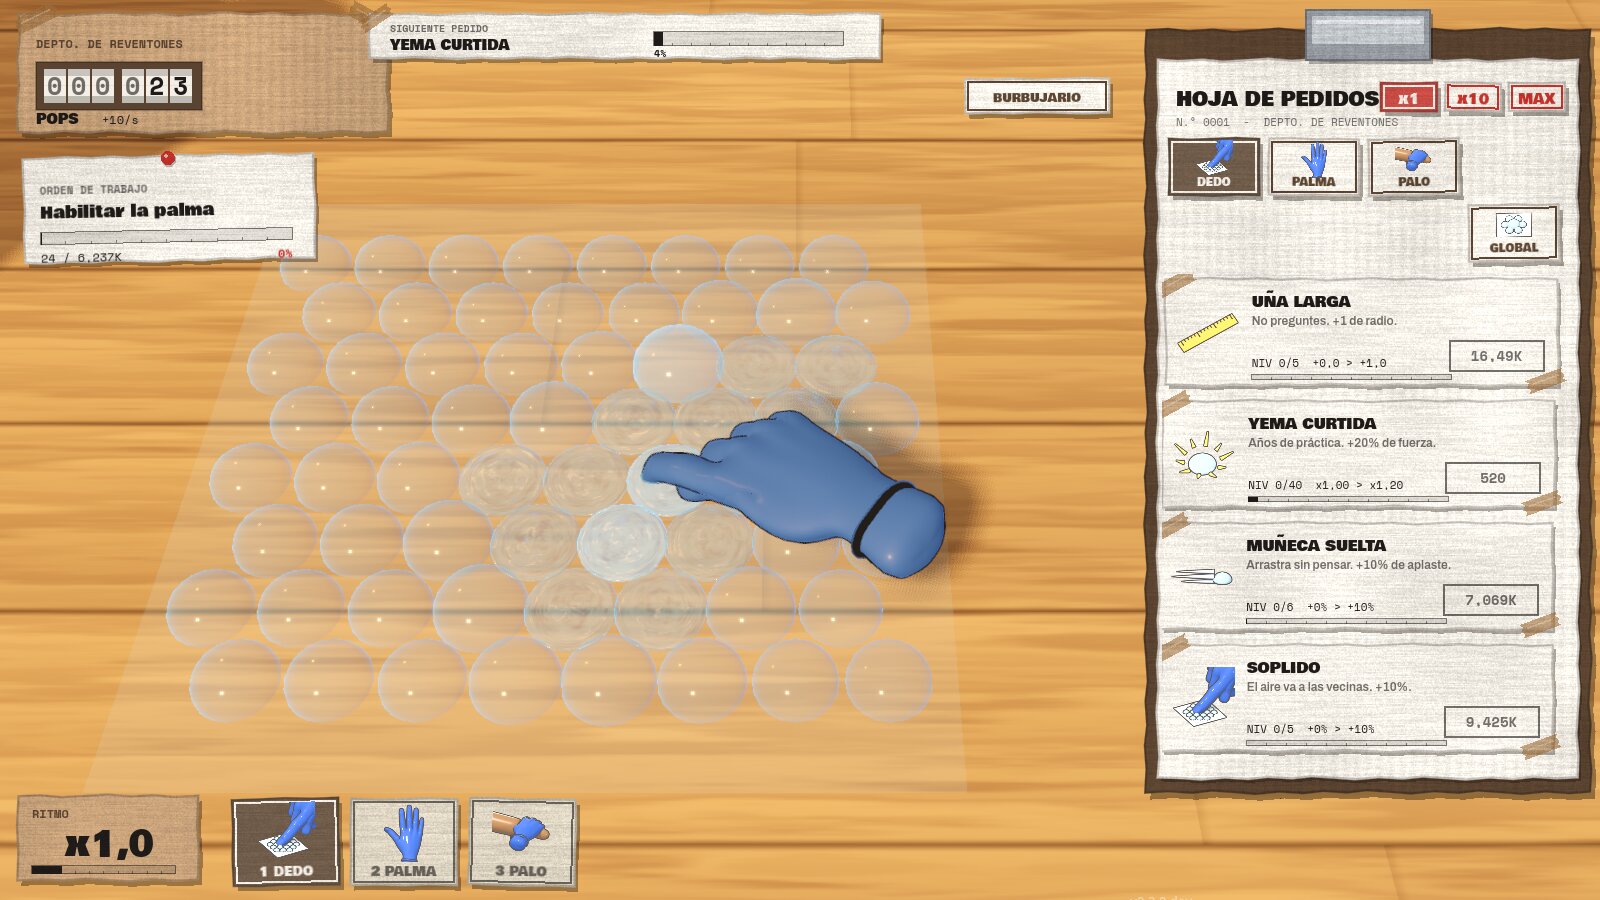 DEPTO. DE REVENTONES
000 023
POPS +10/s
SIGUIENTE PEDIDO
YEMA CURTIDA
4%
BURBUJARIO
ORDEN DE TRABAJO
Habilitar la palma
24 / 6,237K 0%
HOJA DE PEDIDOS x1 x10 MAX
N.° 0001 - DEPTO. DE REVENTONES
DEDO PALMA PALO
GLOBAL
UÑA LARGA
No preguntes. +1 de radio.
NIV 0/5 +0,0 > +1,0 16,49K
YEMA CURTIDA
Años de práctica. +20% de fuerza.
NIV 0/40 x1,00 > x1,20 520
MUÑECA SUELTA
Arrastra sin pensar. +10% de aplaste.
NIV 0/6 +0% > +10% 7,069K
SOPLIDO
El aire va a las vecinas. +10%.
NIV 0/5 +0% > +10% 9,425K
RITMO
x1,0
1 DEDO 2 PALMA 3 PALO